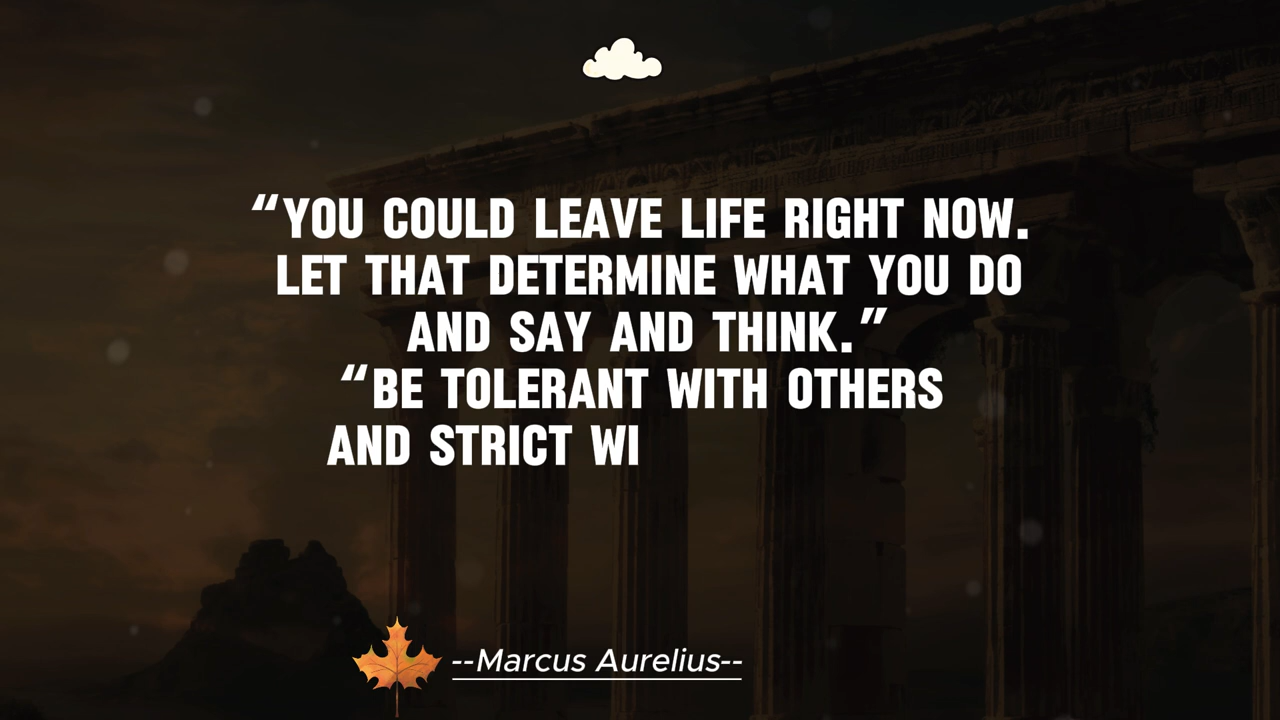 “YOU COULD LEAVE LIFE RIGHT NOW.
LET THAT DETERMINE WHAT YOU DO
AND SAY AND THINK.”
“BE TOLERANT WITH OTHERS
AND STRICT WI
--Marcus Aurelius--